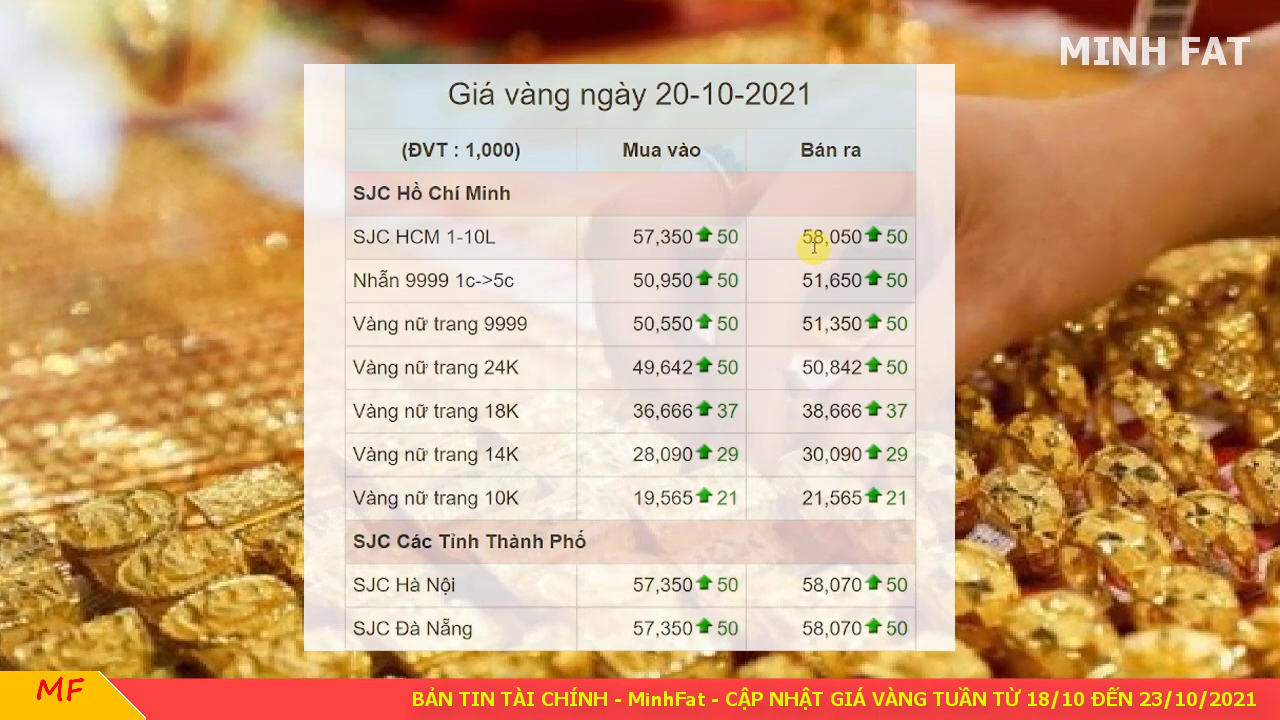 MINH FAT
Giá vàng ngày 20-10-2021
(ĐVT : 1,000) Mua vào Bán ra
SJC Hồ Chí Minh
SJC HCM 1-10L 57,350 50 58,050 50
Nhẫn 9999 1c->5c 50,950 50 51,650 50
Vàng nữ trang 9999 50,550 50 51,350 50
Vàng nữ trang 24K 49,642 50 50,842 50
Vàng nữ trang 18K 36,666 37 38,666 37
Vàng nữ trang 14K 28,090 29 30,090 29
Vàng nữ trang 10K 19,565 21 21,565 21
SJC Các Tỉnh Thành Phố
SJC Hà Nội 57,350 50 58,070 50
SJC Đà Nẵng 57,350 50 58,070 50
MF
BẢN TIN TÀI CHÍNH - MinhFat - CẬP NHẬT GIÁ VÀNG TUẦN TỪ 18/10 ĐẾN 23/10/2021